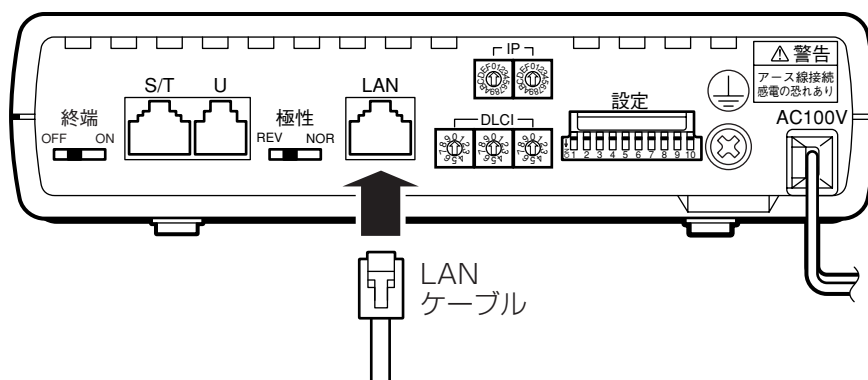 IP
警告
アース線接続
感電の恐れあり
S/T
U
LAN
終端
OFF
ON
極性
REV
NOR
DLCI
設定
AC100V
1 2 3 4 5 6 7 8 9 10
LAN
ケーブル